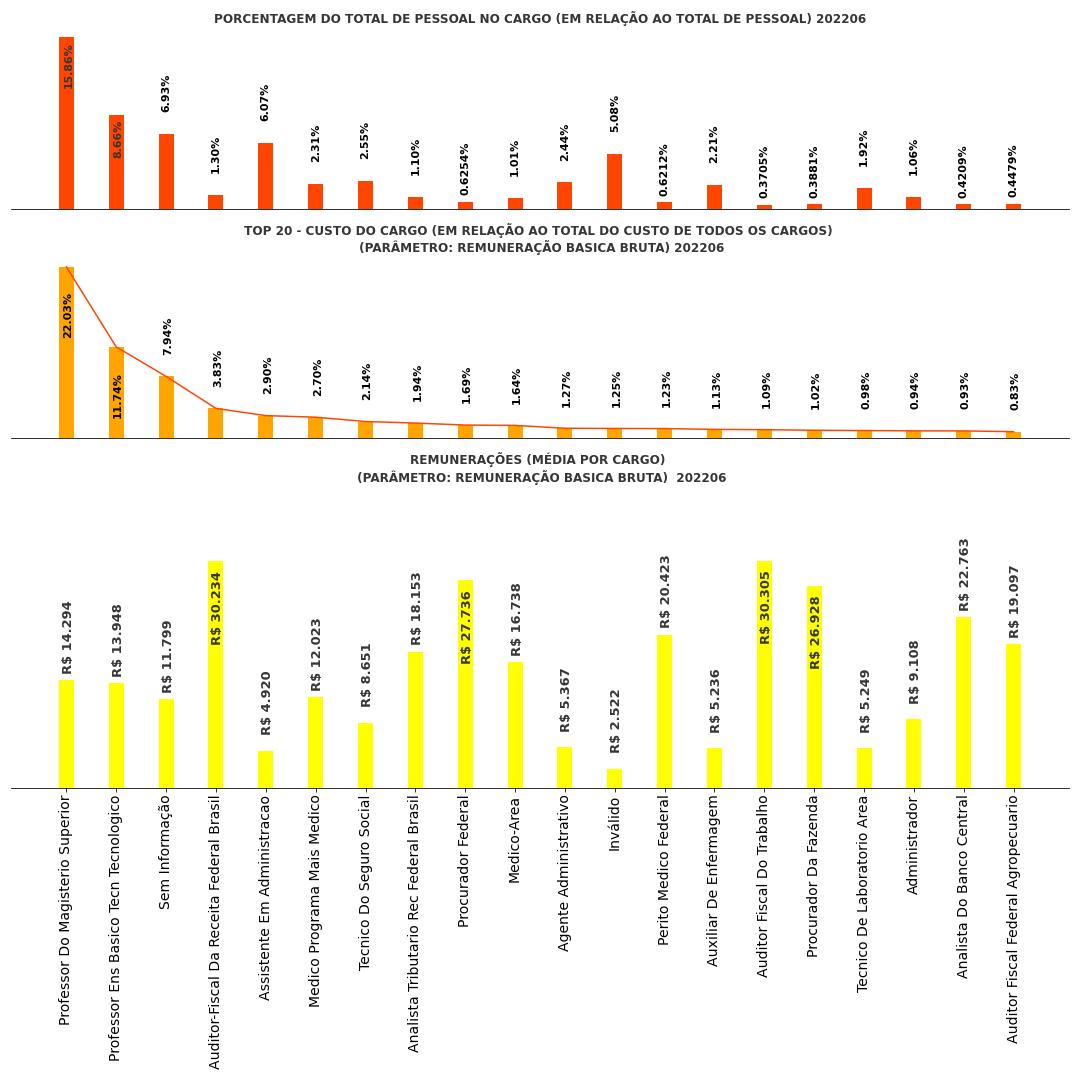 PORCENTAGEM DO TOTAL DE PESSOAL NO CARGO (EM RELAÇÃO AO TOTAL DE PESSOAL) 202206
15.86%
8.66%
6.93%
1.30%
6.07%
2.31%
2.55%
1.10%
0.6254%
1.01%
2.44%
5.08%
0.6212%
2.21%
0.3705%
0.3881%
1.92%
1.06%
0.4209%
0.4479%
TOP 20 - CUSTO DO CARGO (EM RELAÇÃO AO TOTAL DO CUSTO DE TODOS OS CARGOS)
(PARÂMETRO: REMUNERAÇÃO BASICA BRUTA) 202206
22.03%
11.74%
7.94%
3.83%
2.90%
2.70%
2.14%
1.94%
1.69%
1.64%
1.27%
1.25%
1.23%
1.13%
1.09%
1.02%
0.98%
0.94%
0.93%
0.83%
REMUNERAÇÕES (MÉDIA POR CARGO)
(PARÂMETRO: REMUNERAÇÃO BASICA BRUTA) 202206
R$ 14.294
R$ 13.948
R$ 11.799
R$ 30.234
R$ 4.920
R$ 12.023
R$ 8.651
R$ 18.153
R$ 27.736
R$ 16.738
R$ 5.367
R$ 2.522
R$ 20.423
R$ 5.236
R$ 30.305
R$ 26.928
R$ 5.249
R$ 9.108
R$ 22.763
R$ 19.097
Professor Do Magisterio Superior
Professor Ens Basico Tecn Tecnologico
Sem Informação
Auditor-Fiscal Da Receita Federal Brasil
Assistente Em Administracao
Medico Programa Mais Medico
Tecnico Do Seguro Social
Analista Tributario Rec Federal Brasil
Procurador Federal
Medico-Area
Agente Administrativo
Inválido
Perito Medico Federal
Auxiliar De Enfermagem
Auditor Fiscal Do Trabalho
Procurador Da Fazenda
Tecnico De Laboratorio Area
Administrador
Analista Do Banco Central
Auditor Fiscal Federal Agropecuario